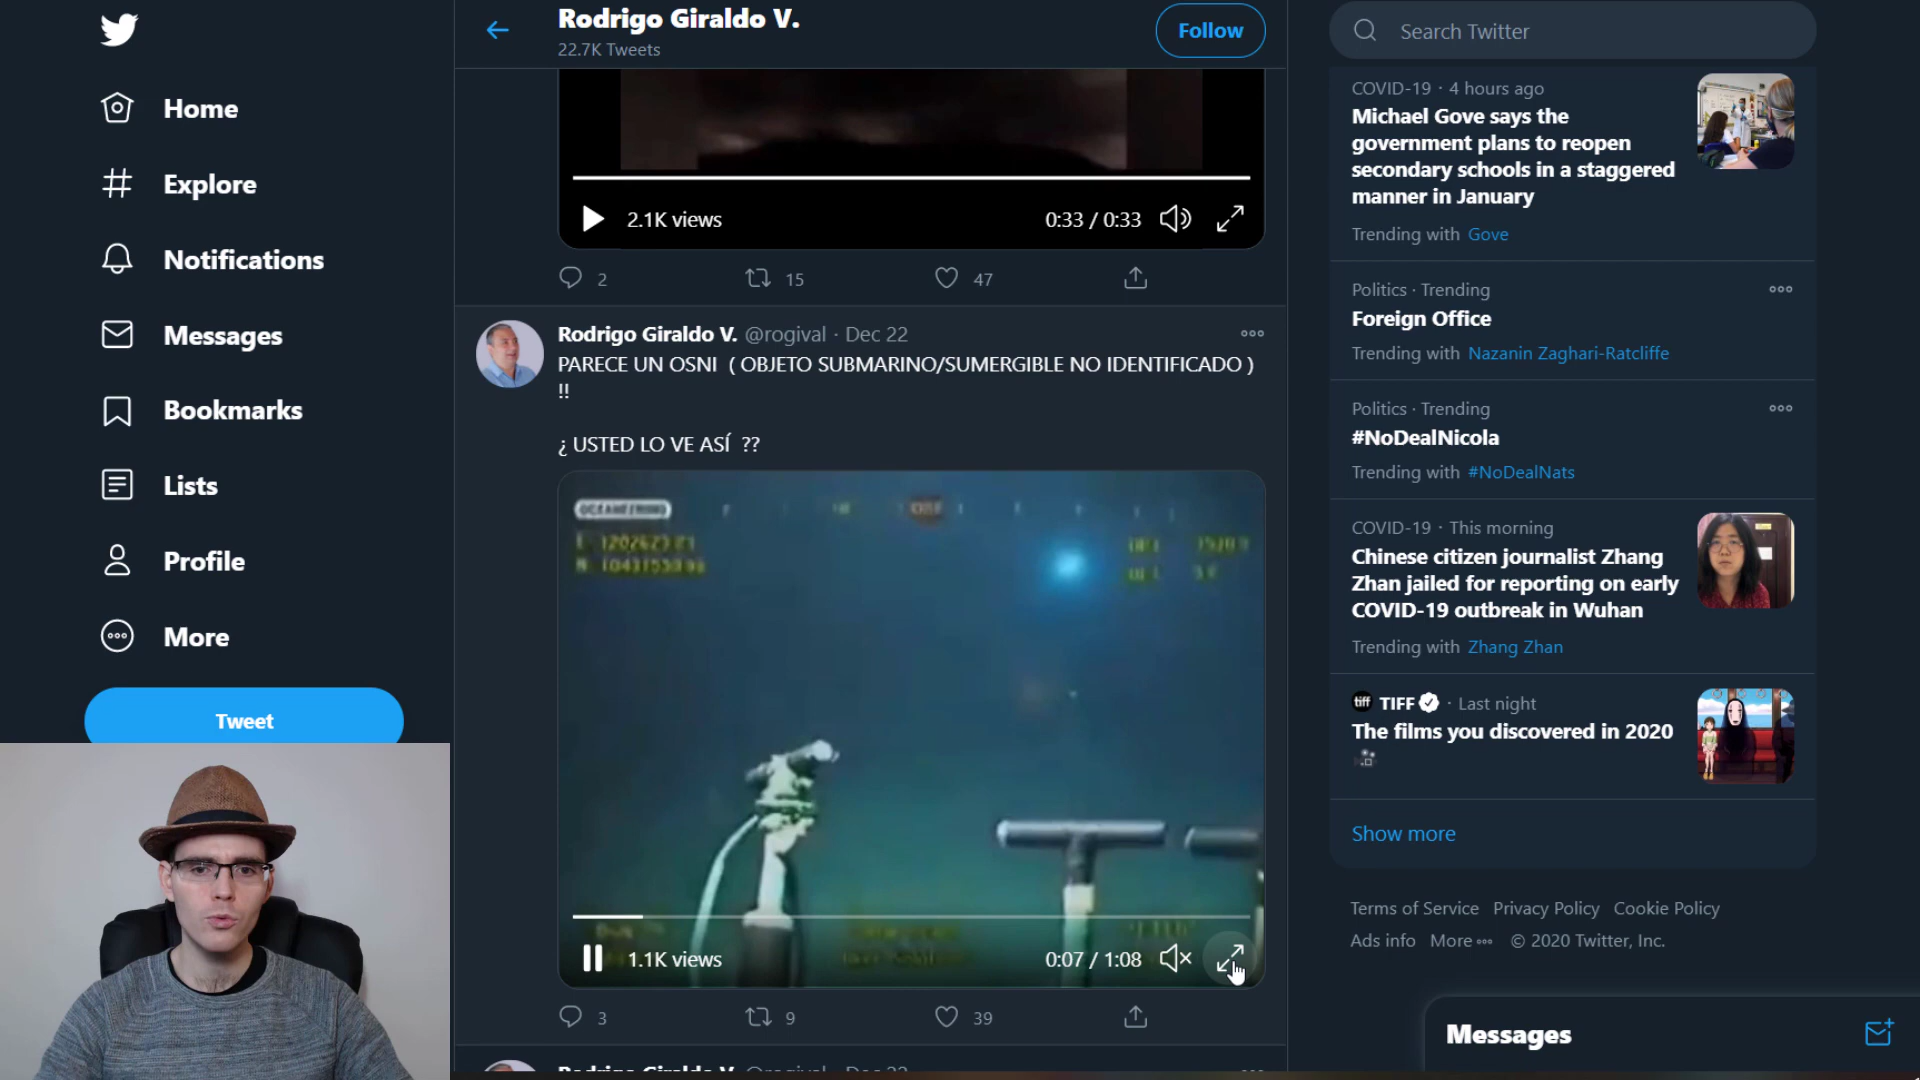 Home
Explore
Notifications
Messages
Bookmarks
Lists
Profile
More
Tweet
Rodrigo Giraldo V.
22.7K Tweets
Follow
2.1K views
0:33 / 0:33
2
15
47
Rodrigo Giraldo V. @rogival · Dec 22
PARECE UN OSNI ( OBJETO SUBMARINO/SUMERGIBLE NO IDENTIFICADO )
!!
¿ USTED LO VE ASÍ ??
OCEANEERING
1.1K views
0:07 / 1:08
3
9
39
Search Twitter
COVID-19 · 4 hours ago
Michael Gove says the
government plans to reopen
secondary schools in a staggered
manner in January
Trending with Gove
Politics · Trending
Foreign Office
Trending with Nazanin Zaghari-Ratcliffe
Politics · Trending
#NoDealNicola
Trending with #NoDealNats
COVID-19 · This morning
Chinese citizen journalist Zhang
Zhan jailed for reporting on early
COVID-19 outbreak in Wuhan
Trending with Zhang Zhan
tiff TIFF · Last night
The films you discovered in 2020
Show more
Terms of Service Privacy Policy Cookie Policy
Ads info More © 2020 Twitter, Inc.
Messages